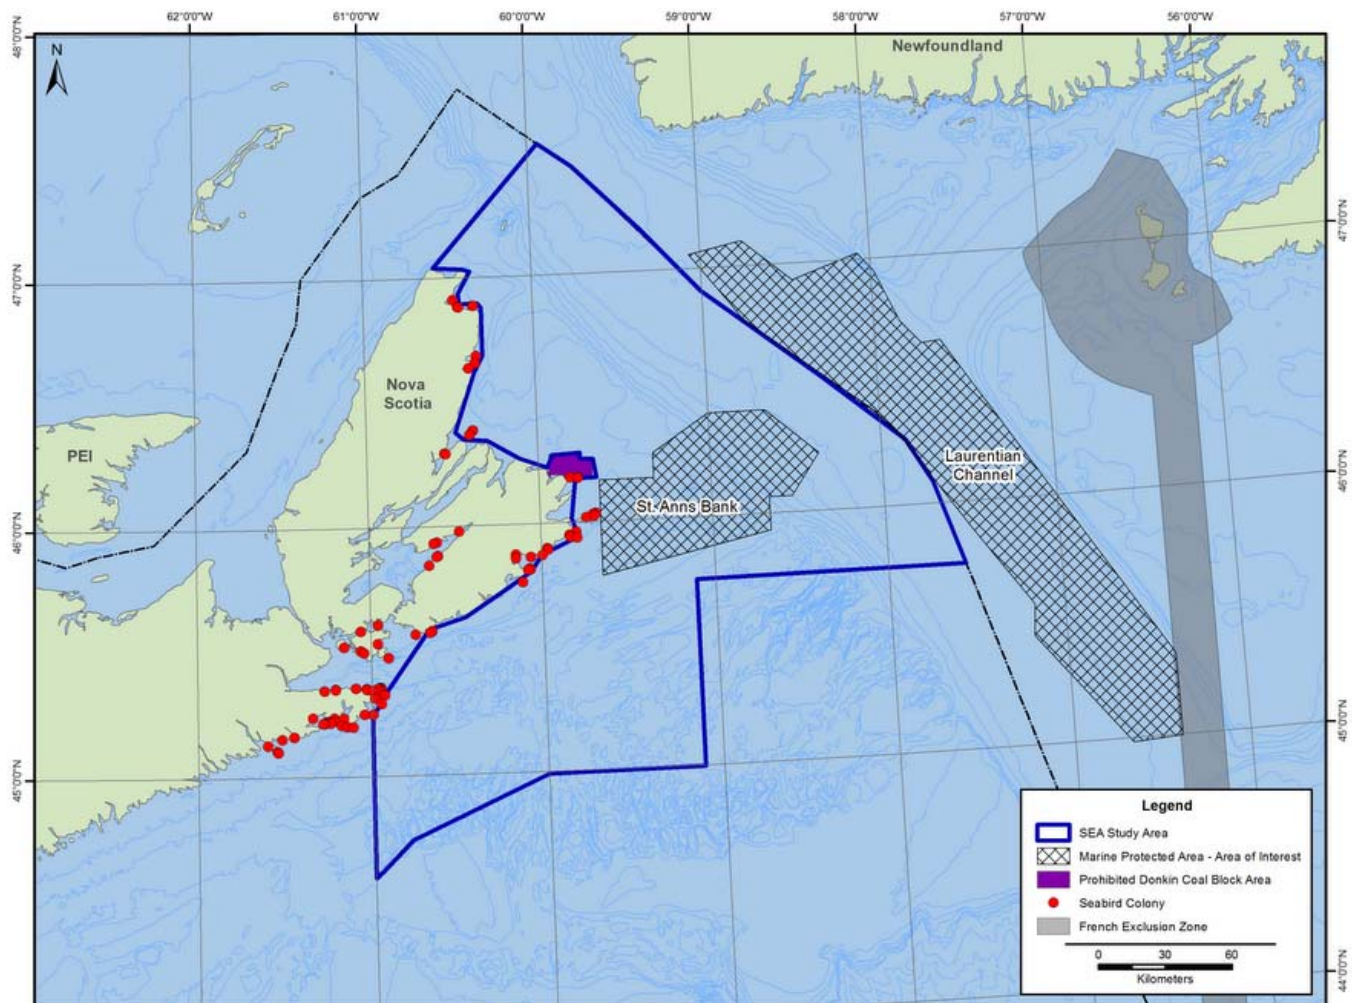 62°0'0"W 61°0'0"W 60°0'0"W 59°0'0"W 58°0'0"W 57°0'0"W 56°0'0"W
48°0'0"N
N
Newfoundland
47°0'0"N
47°0'0"N
Nova
Scotia
PEI
46°0'0"N
Laurentian
Channel
St. Anns Bank
46°0'0"N
45°0'0"N
45°0'0"N
Legend
SEA Study Area
Marine Protected Area - Area of Interest
Prohibited Donkin Coal Block Area
Seabird Colony
French Exclusion Zone
0 30 60
Kilometers
44°0'0"N